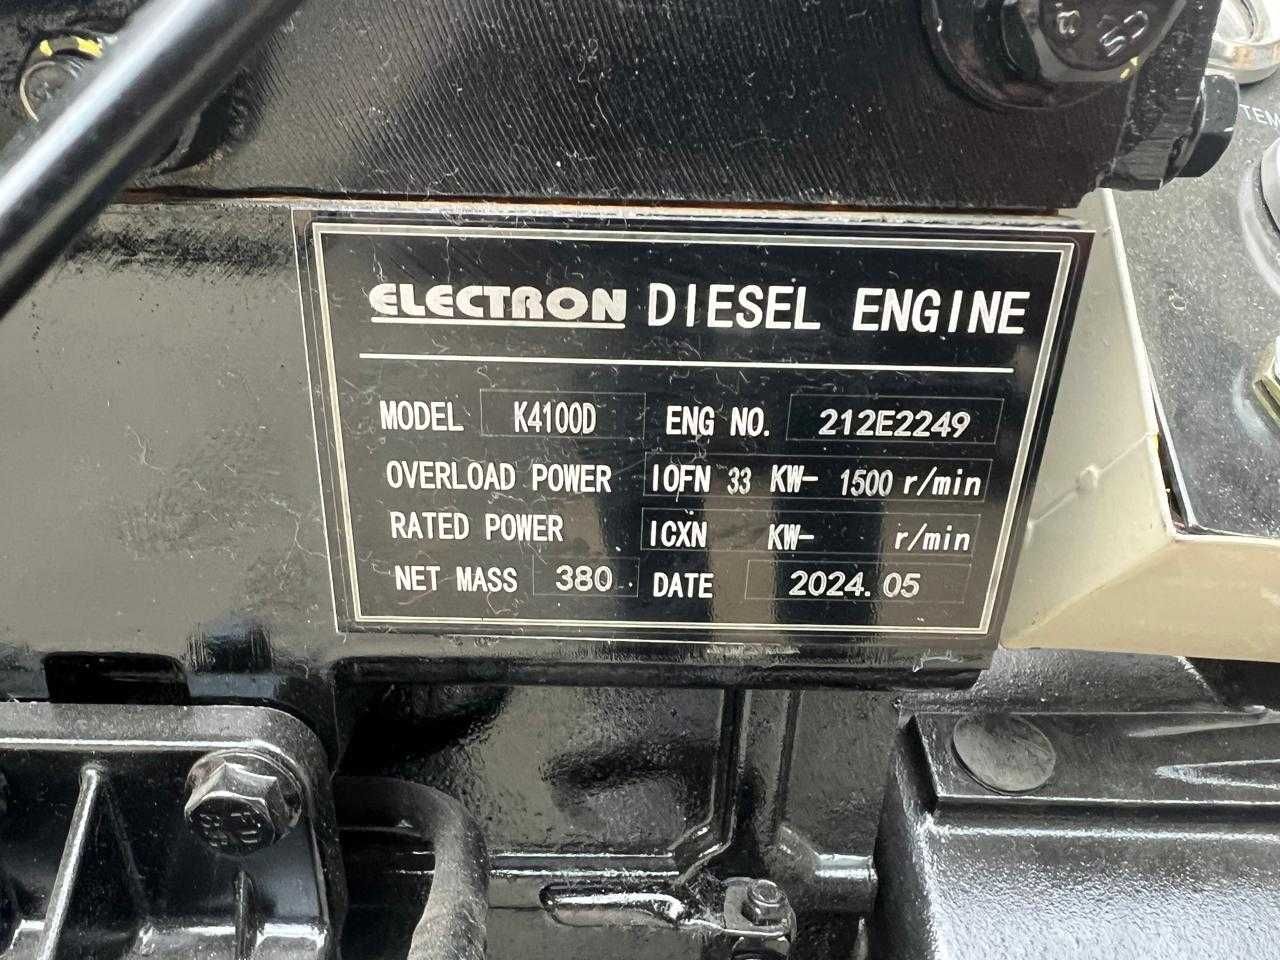 ELECTRON DIESEL ENGINE
MODEL K4100D ENG NO. 212E2249
OVERLOAD POWER IOFN 33 KW- 1500 r/min
RATED POWER ICXN KW- r/min
NET MASS 380 DATE 2024.05
TEM